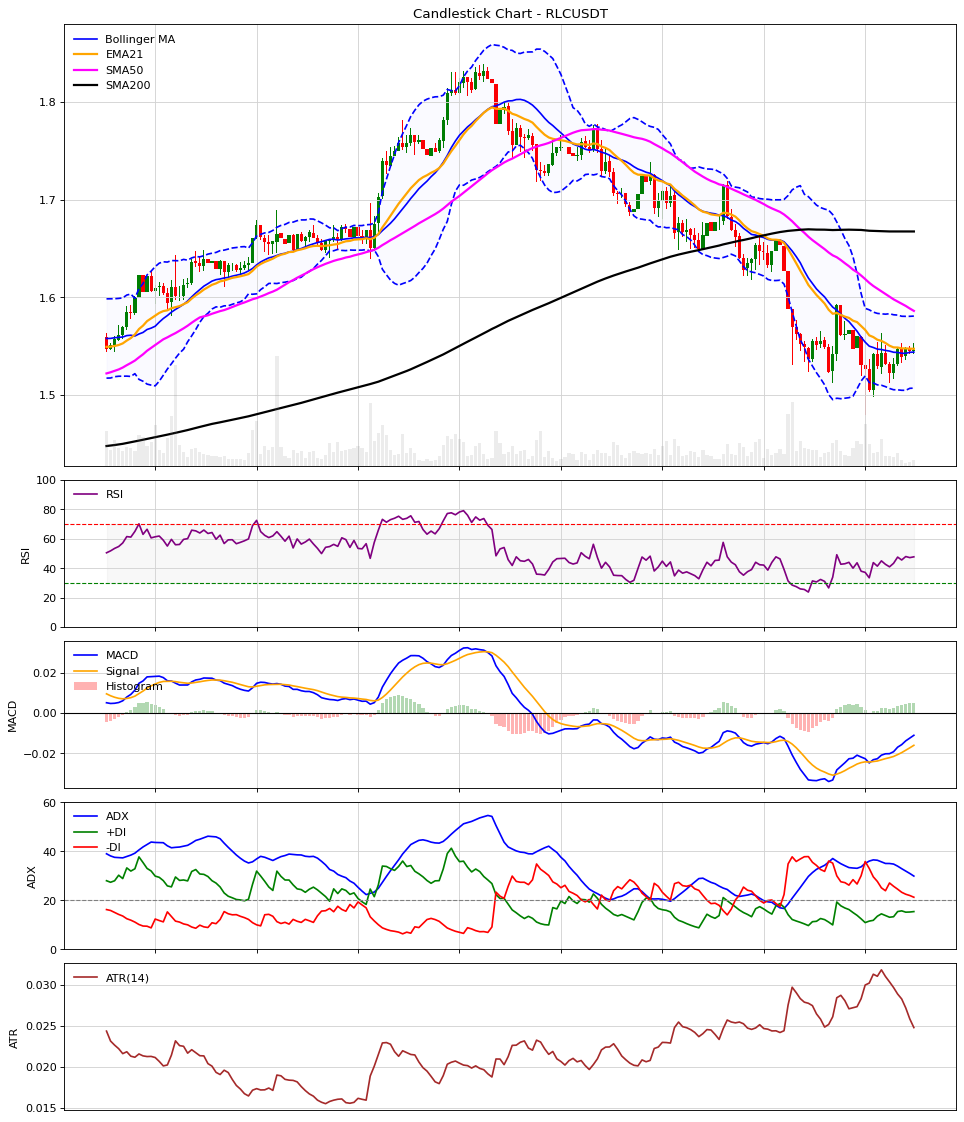 Candlestick Chart - RLCUSDT
Bollinger MA
EMA21
SMA50
SMA200
1.8
1.7
1.6
1.5
100
80
60
40
20
0
RSI
RSI
0.02
0.00
−0.02
MACD
MACD
Signal
Histogram
60
40
20
0
ADX
ADX
+DI
-DI
0.030
0.025
0.020
0.015
ATR
ATR(14)